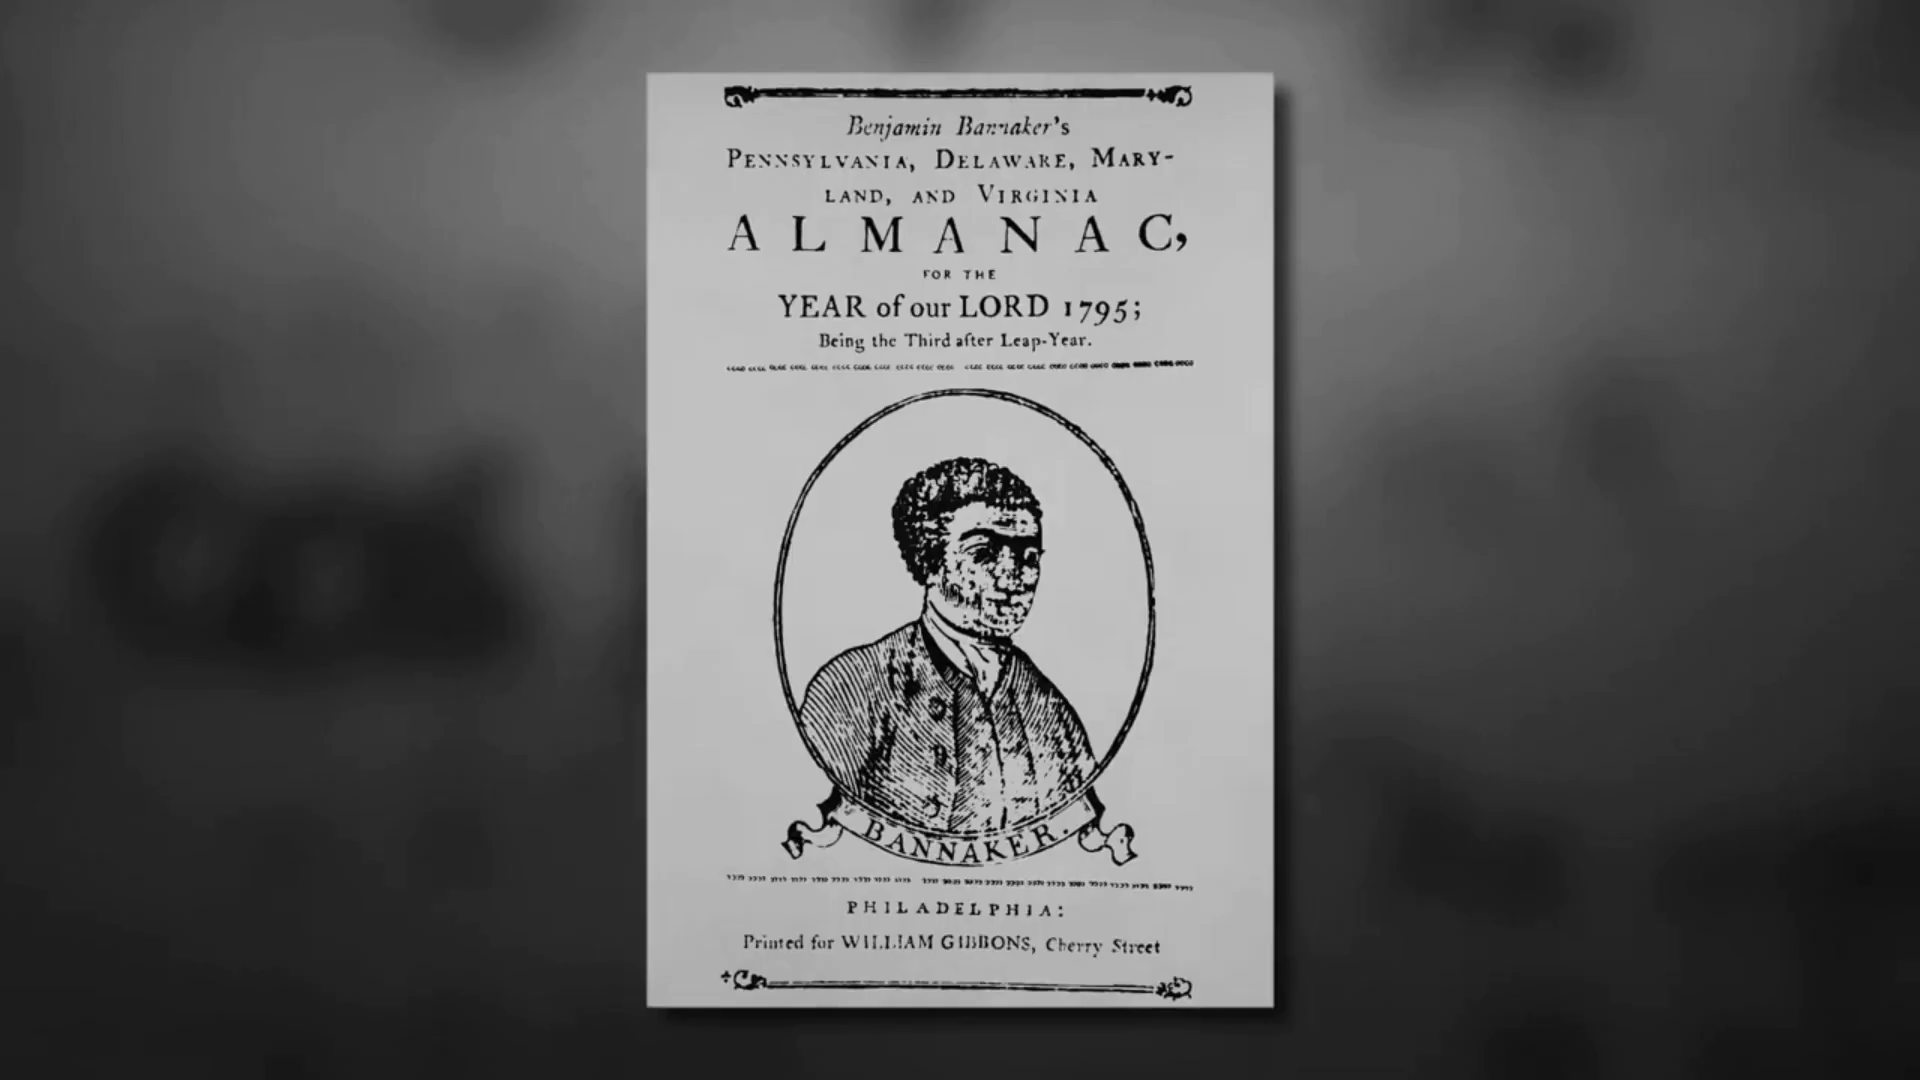 Benjamin Bannaker's
PENNSYLVANIA, DELAWARE, MARY-
LAND, AND VIRGINIA
ALMANAC,
FOR THE
YEAR of our LORD 1795;
Being the Third after Leap-Year.
BANNAKER.
PHILADELPHIA:
Printed for WILLIAM GIBBONS, Cherry Street